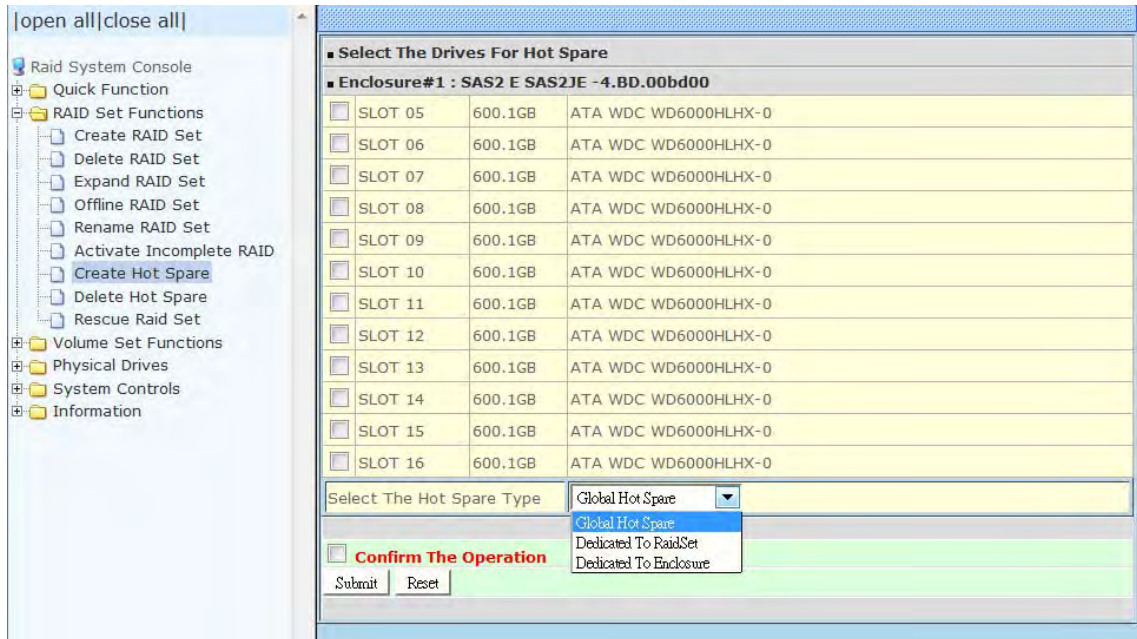 |open all|close all|
Raid System Console
Quick Function
RAID Set Functions
Create RAID Set
Delete RAID Set
Expand RAID Set
Offline RAID Set
Rename RAID Set
Activate Incomplete RAID
Create Hot Spare
Delete Hot Spare
Rescue Raid Set
Volume Set Functions
Physical Drives
System Controls
Information
Select The Drives For Hot Spare
Enclosure#1 : SAS2 E SAS2JE -4.BD.00bd00
SLOT 05 600.1GB ATA WDC WD6000HLHX-0
SLOT 06 600.1GB ATA WDC WD6000HLHX-0
SLOT 07 600.1GB ATA WDC WD6000HLHX-0
SLOT 08 600.1GB ATA WDC WD6000HLHX-0
SLOT 09 600.1GB ATA WDC WD6000HLHX-0
SLOT 10 600.1GB ATA WDC WD6000HLHX-0
SLOT 11 600.1GB ATA WDC WD6000HLHX-0
SLOT 12 600.1GB ATA WDC WD6000HLHX-0
SLOT 13 600.1GB ATA WDC WD6000HLHX-0
SLOT 14 600.1GB ATA WDC WD6000HLHX-0
SLOT 15 600.1GB ATA WDC WD6000HLHX-0
SLOT 16 600.1GB ATA WDC WD6000HLHX-0
Select The Hot Spare Type Global Hot Spare
Global Hot Spare
Dedicated To RaidSet
Dedicated To Enclosure
Confirm The Operation
Submit Reset